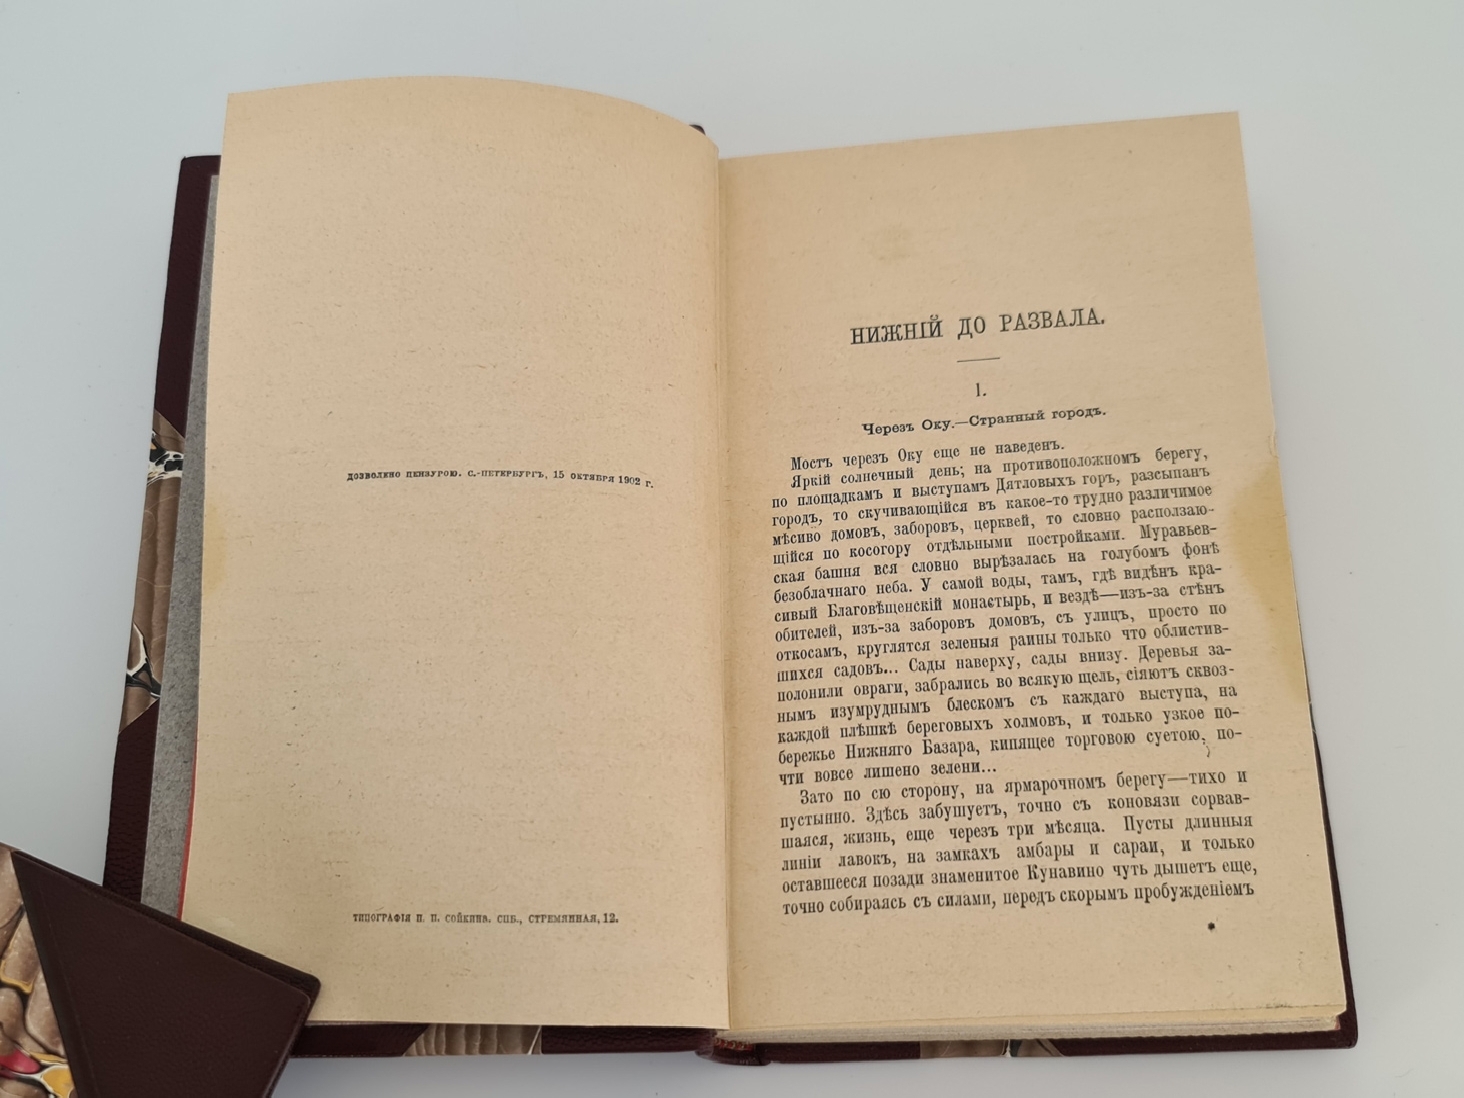 ДОЗВОЛЕНО ЦЕНЗУРОЮ. С.-ПЕТЕРБУРГЪ, 15 ОКТЯБРЯ 1902 г.
ТИПОГРАФІЯ П. П. СОЙКИНА. СПБ., СТРЕМЯННАЯ, 12.
НИЖНІЙ ДО РАЗВАЛА.
I.
Черезъ Оку.—Странный городъ.
Мостъ черезъ Оку еще не наведенъ.
Яркій солнечный день; на противоположномъ берегу,
по площадкамъ и выступамъ Дятловыхъ горъ, разсыпанъ
городъ, то скучивающійся въ какое-то трудно различимое
мѣсиво домовъ, заборовъ, церквей, то словно расползаю-
щійся по косогору отдѣльными постройками. Муравьев-
ская башня вся словно вырѣзалась на голубомъ фонѣ
безоблачнаго неба. У самой воды, тамъ, гдѣ видѣнъ кра-
сивый Благовѣщенскій монастырь, и вездѣ—изъ-за стѣнъ
обителей, изъ-за заборовъ домовъ, съ улицъ, просто по
откосамъ, круглятся зеленыя раины только что облистив-
шихся садовъ... Сады наверху, сады внизу. Деревья за-
полонили овраги, забрались во всякую щель, сіяютъ сквоз-
нымъ изумруднымъ блескомъ съ каждаго выступа, на
каждой плѣшкѣ береговыхъ холмовъ, и только узкое по-
бережье Нижняго Базара, кипящее торговою суетою, по-
чти вовсе лишено зелени...
Зато по сю сторону, на ярмарочномъ берегу—тихо и
пустынно. Здѣсь забушуетъ, точно съ коновязи сорвав-
шаяся, жизнь, еще черезъ три мѣсяца. Пусты длинныя
линіи лавокъ, на замкахъ амбары и сараи, и только
оставшееся позади знаменитое Кунавино чуть дышетъ еще,
точно собираясь съ силами, передъ скорымъ пробужденіемъ